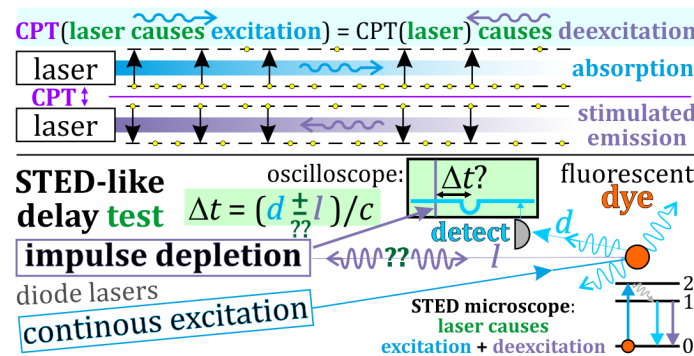 CPT(laser causes excitation) = CPT(laser) causes deexcitation
laser
absorption
CPT
laser
stimulated
emission
STED-like
delay test
oscilloscope:
Δt?
fluorescent
dye
Δt = (d ± l)/c
??
detect
d
impulse depletion
??
l
diode lasers
continous excitation
STED microscope:
laser causes
excitation + deexcitation
2
1
0